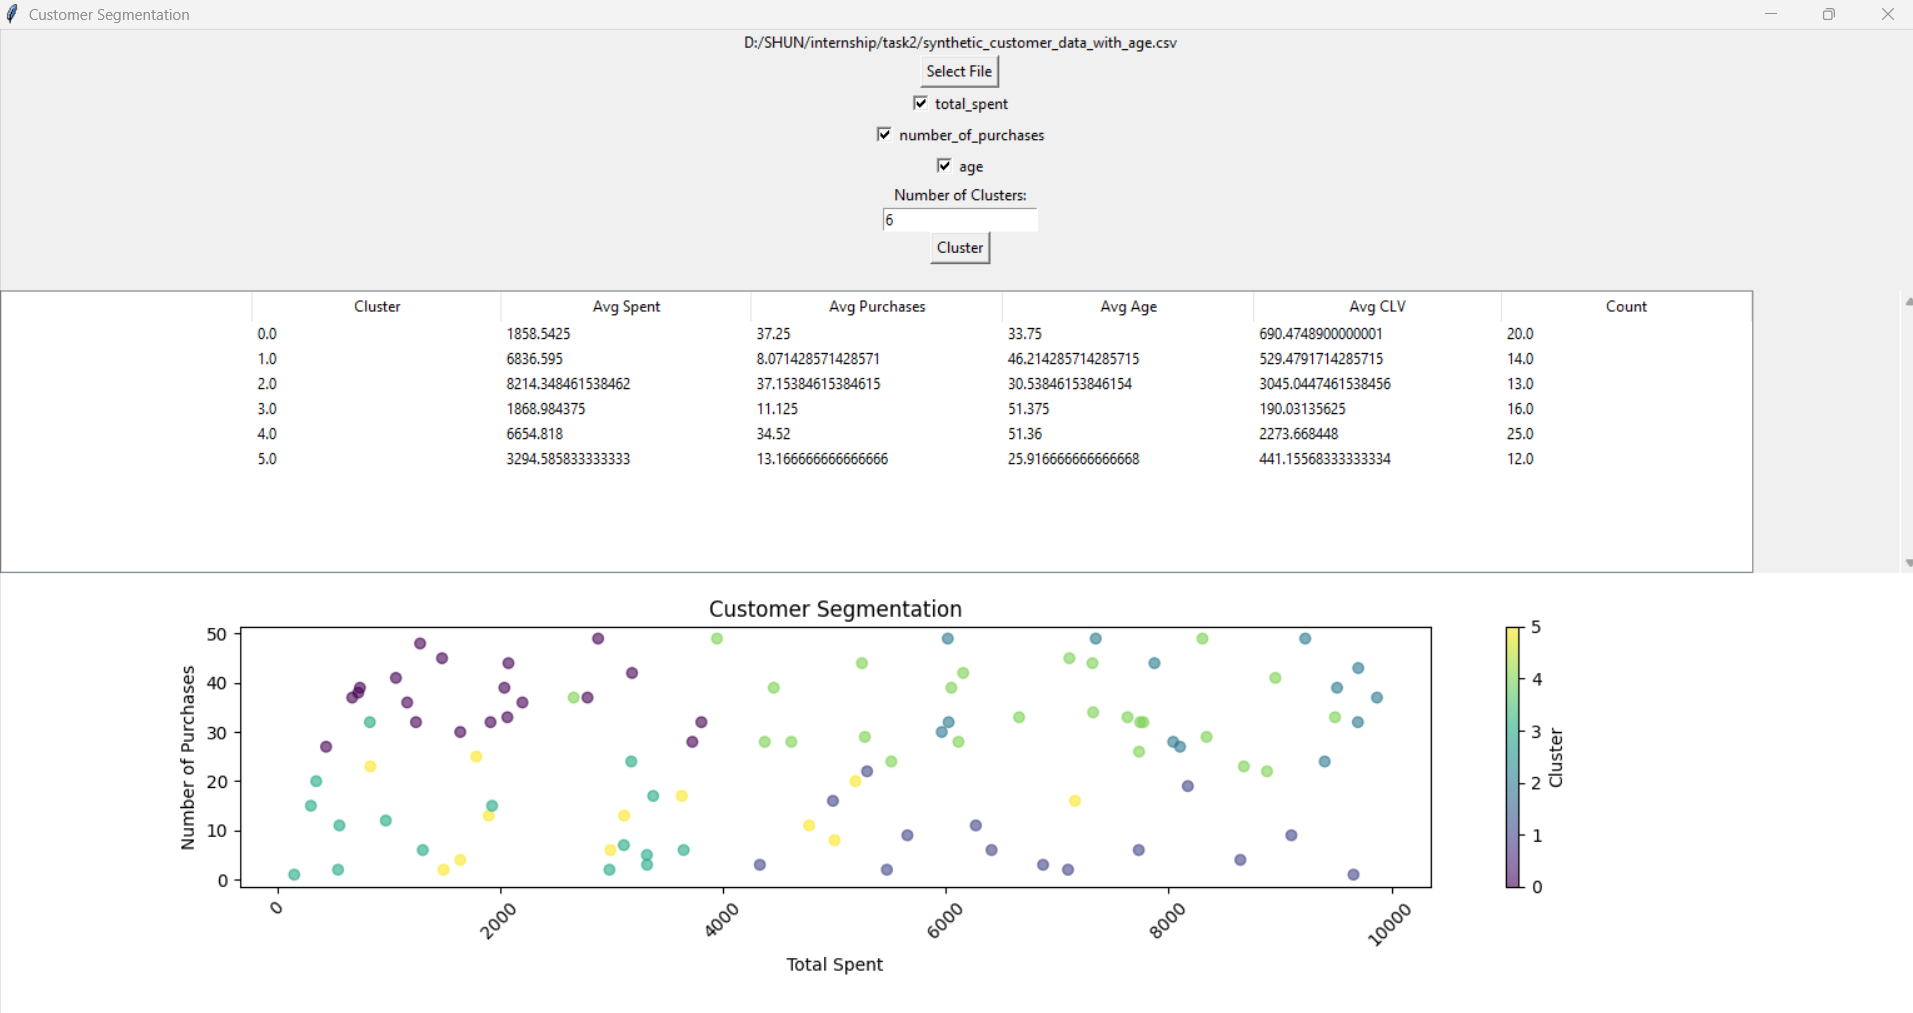 Customer Segmentation
D:/SHUN/internship/task2/synthetic_customer_data_with_age.csv
Select File
total_spent
number_of_purchases
age
Number of Clusters:
6
Cluster
Cluster Avg Spent Avg Purchases Avg Age Avg CLV Count
0.0 1858.5425 37.25 33.75 690.4748900000001 20.0
1.0 6836.595 8.071428571428571 46.214285714285715 529.4791714285715 14.0
2.0 8214.348461538462 37.15384615384615 30.53846153846154 3045.0447461538456 13.0
3.0 1868.984375 11.125 51.375 190.03135625 16.0
4.0 6654.818 34.52 51.36 2273.668448 25.0
5.0 3294.585833333333 13.166666666666666 25.916666666666668 441.15568333333334 12.0
Customer Segmentation
Number of Purchases
50
40
30
20
10
0
0 2000 4000 6000 8000 10000
Total Spent
5
4
3
2
1
0
Cluster